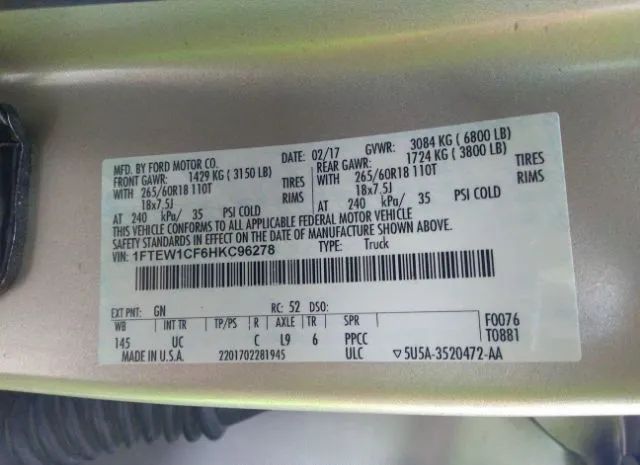 MFD. BY FORD MOTOR CO.
DATE: 02/17 GVWR: 3084 KG ( 6800 LB)
FRONT GAWR: 1429 KG ( 3150 LB) REAR GAWR: 1724 KG ( 3800 LB)
WITH 265/60R18 110T TIRES WITH 265/60R18 110T TIRES
18x7.5J RIMS 18x7.5J RIMS
AT 240 kPa/ 35 PSI COLD AT 240 kPa/ 35 PSI COLD
THIS VEHICLE CONFORMS TO ALL APPLICABLE FEDERAL MOTOR VEHICLE
SAFETY STANDARDS IN EFFECT ON THE DATE OF MANUFACTURE SHOWN ABOVE
VIN: 1FTEW1CF6HKC96278 TYPE: Truck
EXT PNT: GN RC: 52 DSO:
WB INT TR TP/PS R AXLE TR SPR F0076
145 UC C L9 6 PPCC T0881
MADE IN U.S.A. 2201702281945 ULC ▽5U5A-3520472-AA